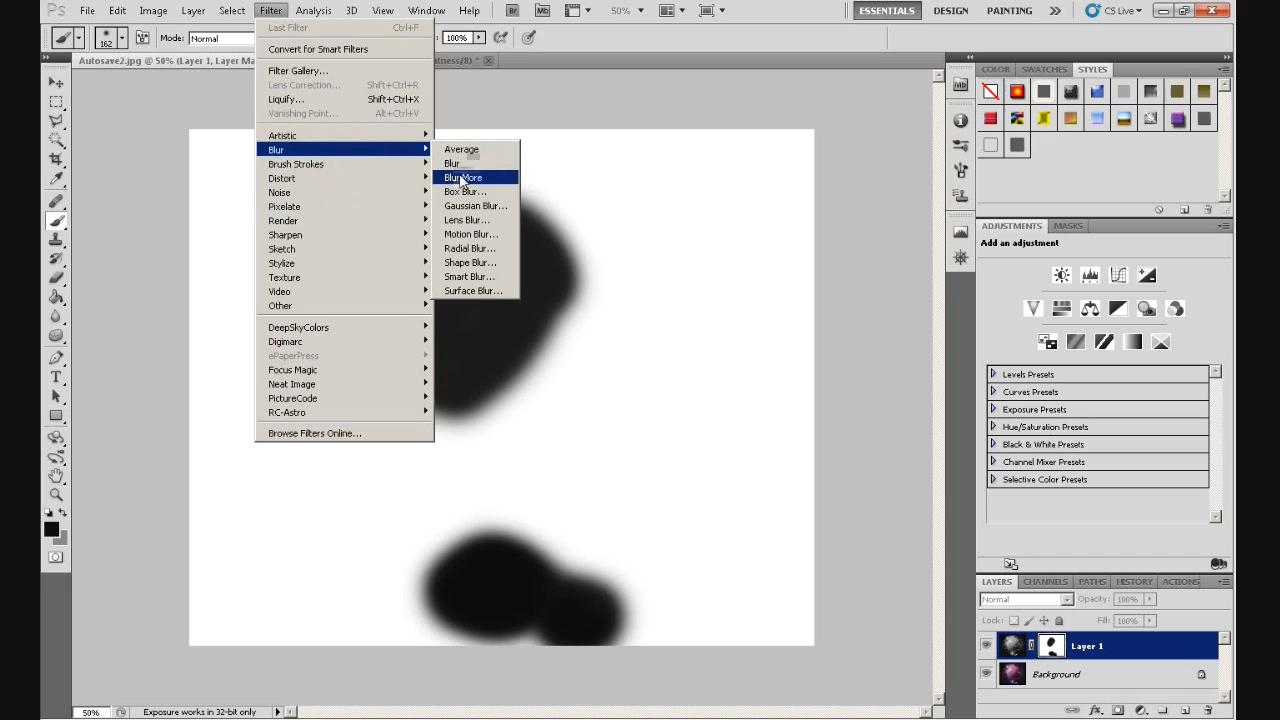 Ps File Edit Image Layer Select Filter Analysis 3D View Window Help Br Mb 50% ESSENTIALS DESIGN PAINTING CS Live
162 Mode: Normal 100%
Autosave2.jpg @ 50% (Layer 1, Layer Ma
Last Filter Ctrl+F
Convert for Smart Filters
Filter Gallery...
Lens Correction... Shift+Ctrl+R
Liquify... Shift+Ctrl+X
Vanishing Point... Alt+Ctrl+V
Artistic
Blur
Brush Strokes
Distort
Noise
Pixelate
Render
Sharpen
Sketch
Stylize
Texture
Video
Other
DeepSkyColors
Digimarc
ePaperPress
Focus Magic
Neat Image
PictureCode
RC-Astro
Browse Filters Online...
Average
Blur
Blur More
Box Blur...
Gaussian Blur...
Lens Blur...
Motion Blur...
Radial Blur...
Shape Blur...
Smart Blur...
Surface Blur...
COLOR SWATCHES STYLES
Mb
ADJUSTMENTS MASKS
Add an adjustment
Levels Presets
Curves Presets
Exposure Presets
Hue/Saturation Presets
Black & White Presets
Channel Mixer Presets
Selective Color Presets
LAYERS CHANNELS PATHS HISTORY ACTIONS
Normal Opacity: 100%
Lock: Fill: 100%
Layer 1
Background
50% Exposure works in 32-bit only